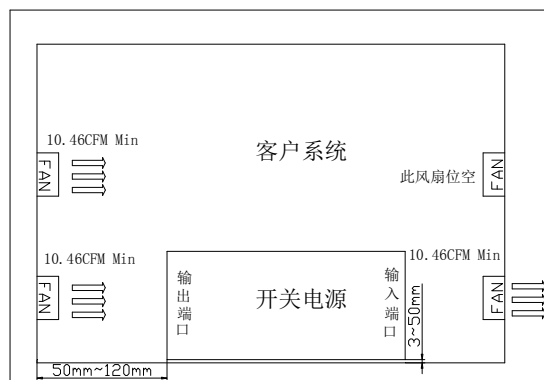 10.46CFM Min
客户系统
FAN
此风扇位空
FAN
10.46CFM Min
10.46CFM Min
FAN
输出端口
开关电源
输入端口
FAN
3~50mm
50mm~120mm